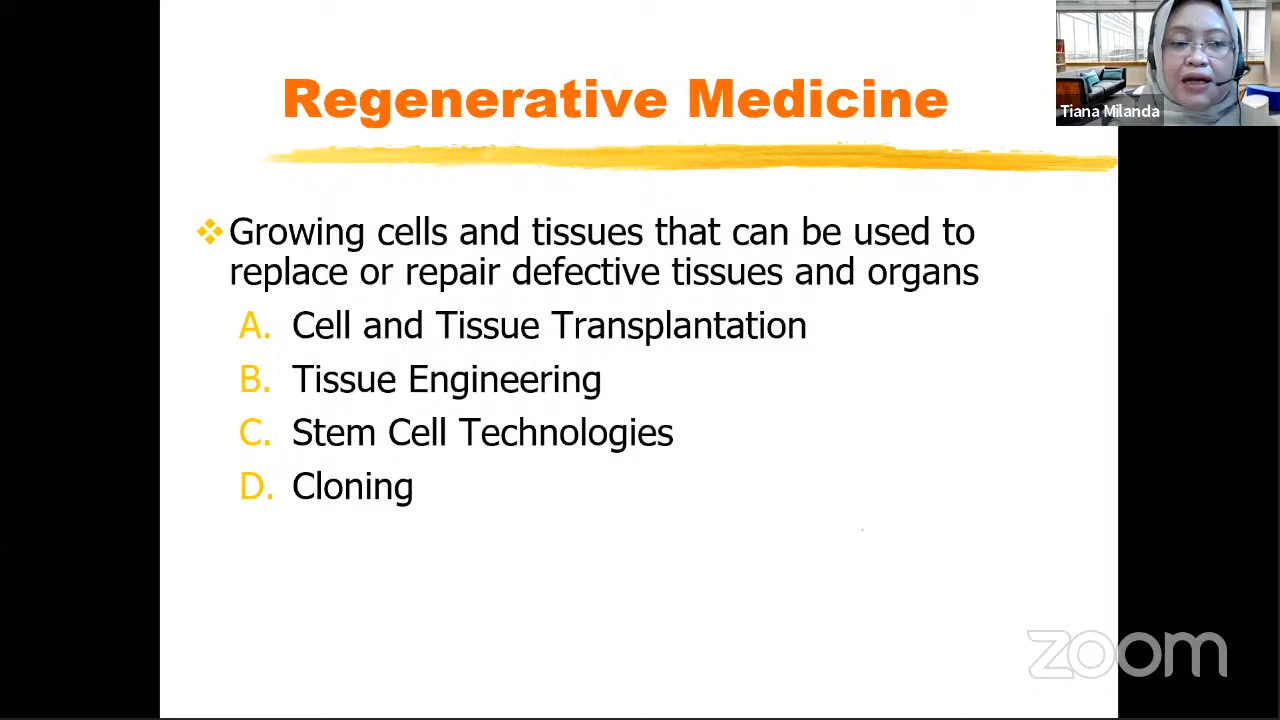 Regenerative Medicine
Tiana Milanda
❖Growing cells and tissues that can be used to
replace or repair defective tissues and organs
A. Cell and Tissue Transplantation
B. Tissue Engineering
C. Stem Cell Technologies
D. Cloning
zoom